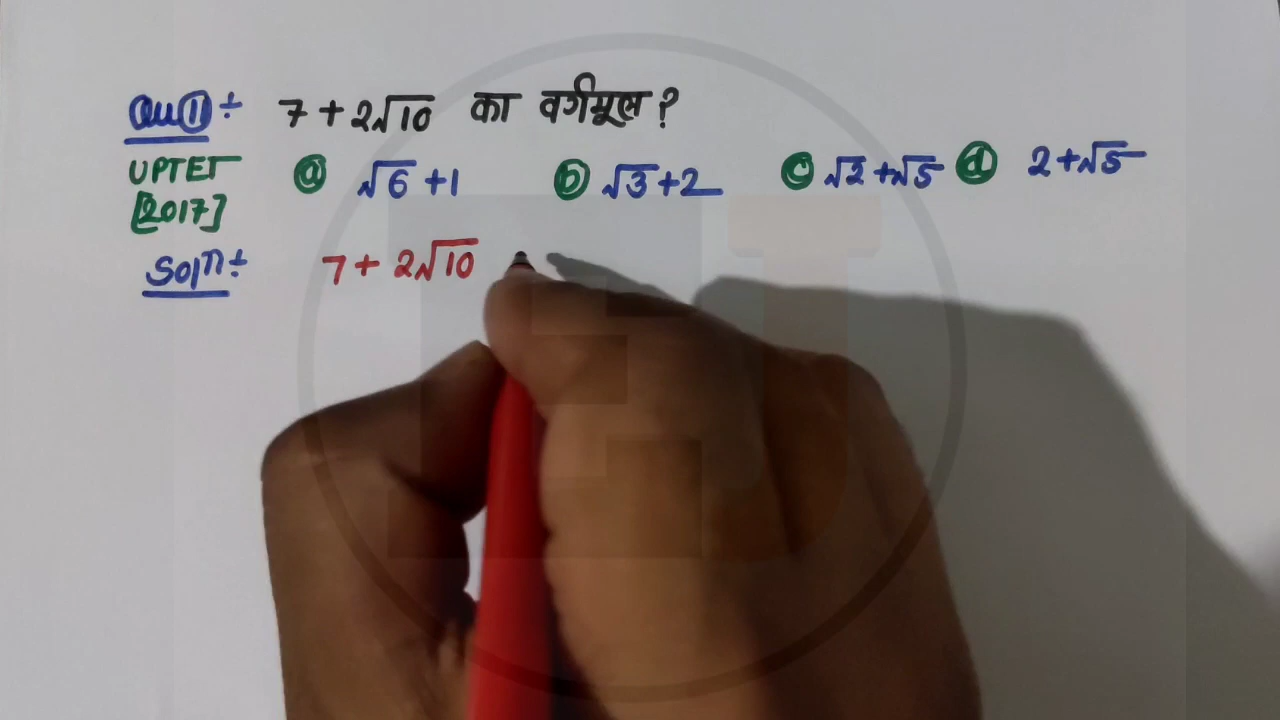 Qu① ÷ 7 + 2√10 का वर्गमूल ?
UPTET ⓐ √6 + 1 ⓑ √3 + 2 ⓒ √2 + √5 ⓓ 2 + √5
[2017]
Solⁿ ÷ 7 + 2√10